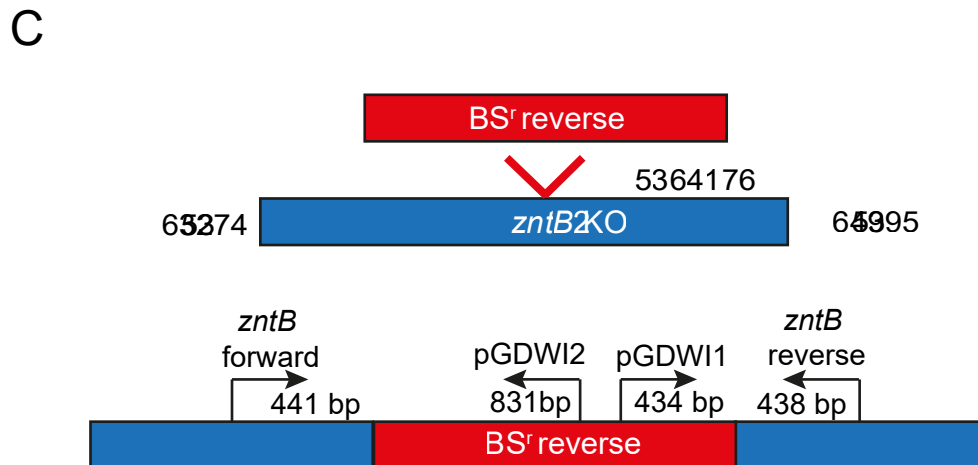 C
BSʳ reverse
5364176
zntB2KO
zntB
forward
pGDWI2
pGDWI1
zntB
reverse
441 bp
831bp
434 bp
438 bp
BSʳ reverse